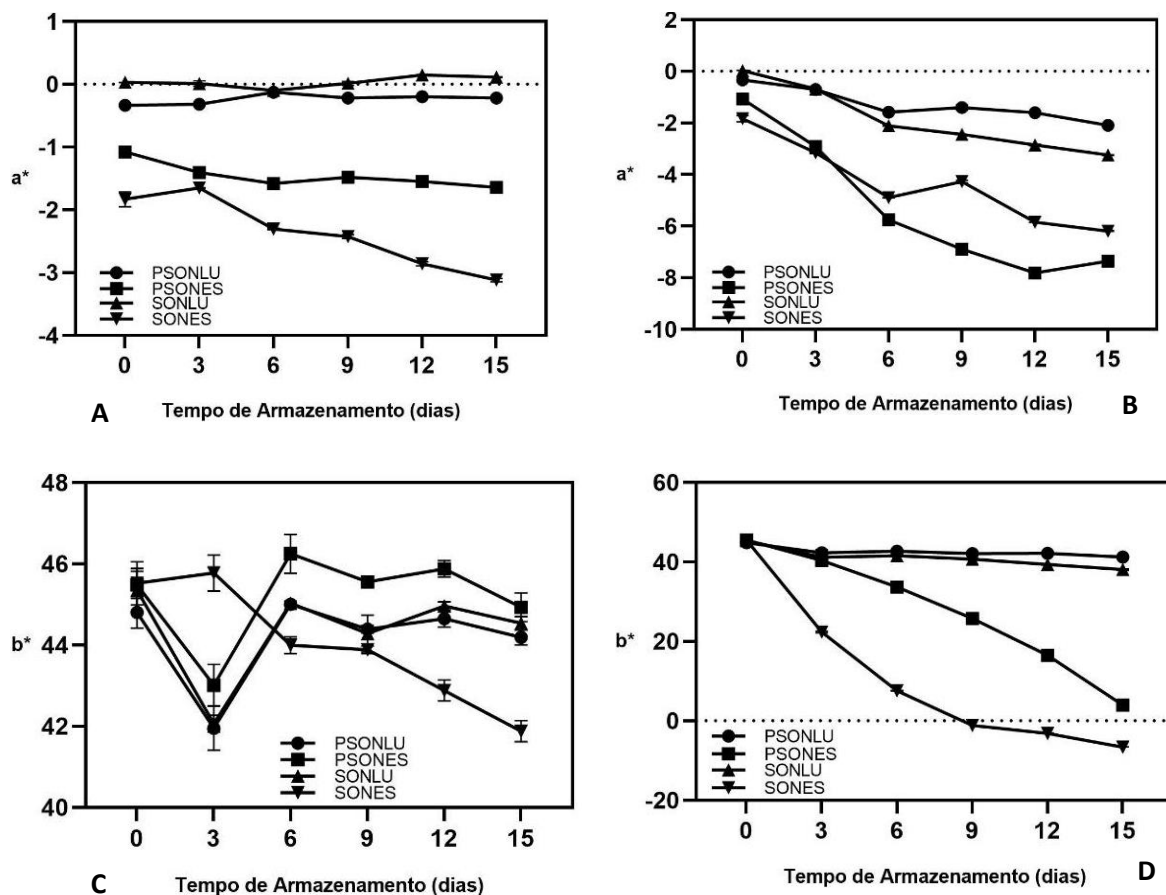 1
0
-1
-2
-3
-4
a*
PSONLU
PSONES
SONLU
SONES
0 3 6 9 12 15
Tempo de Armazenamento (dias)
A
2
0
-2
-4
-6
-8
-10
a*
PSONLU
PSONES
SONLU
SONES
0 3 6 9 12 15
Tempo de Armazenamento (dias)
B
48
46
44
42
40
b*
PSONLU
PSONES
SONLU
SONES
0 3 6 9 12 15
Tempo de Armazenamento (dias)
C
60
40
20
0
-20
b*
PSONLU
PSONES
SONLU
SONES
0 3 6 9 12 15
Tempo de Armazenamento (dias)
D